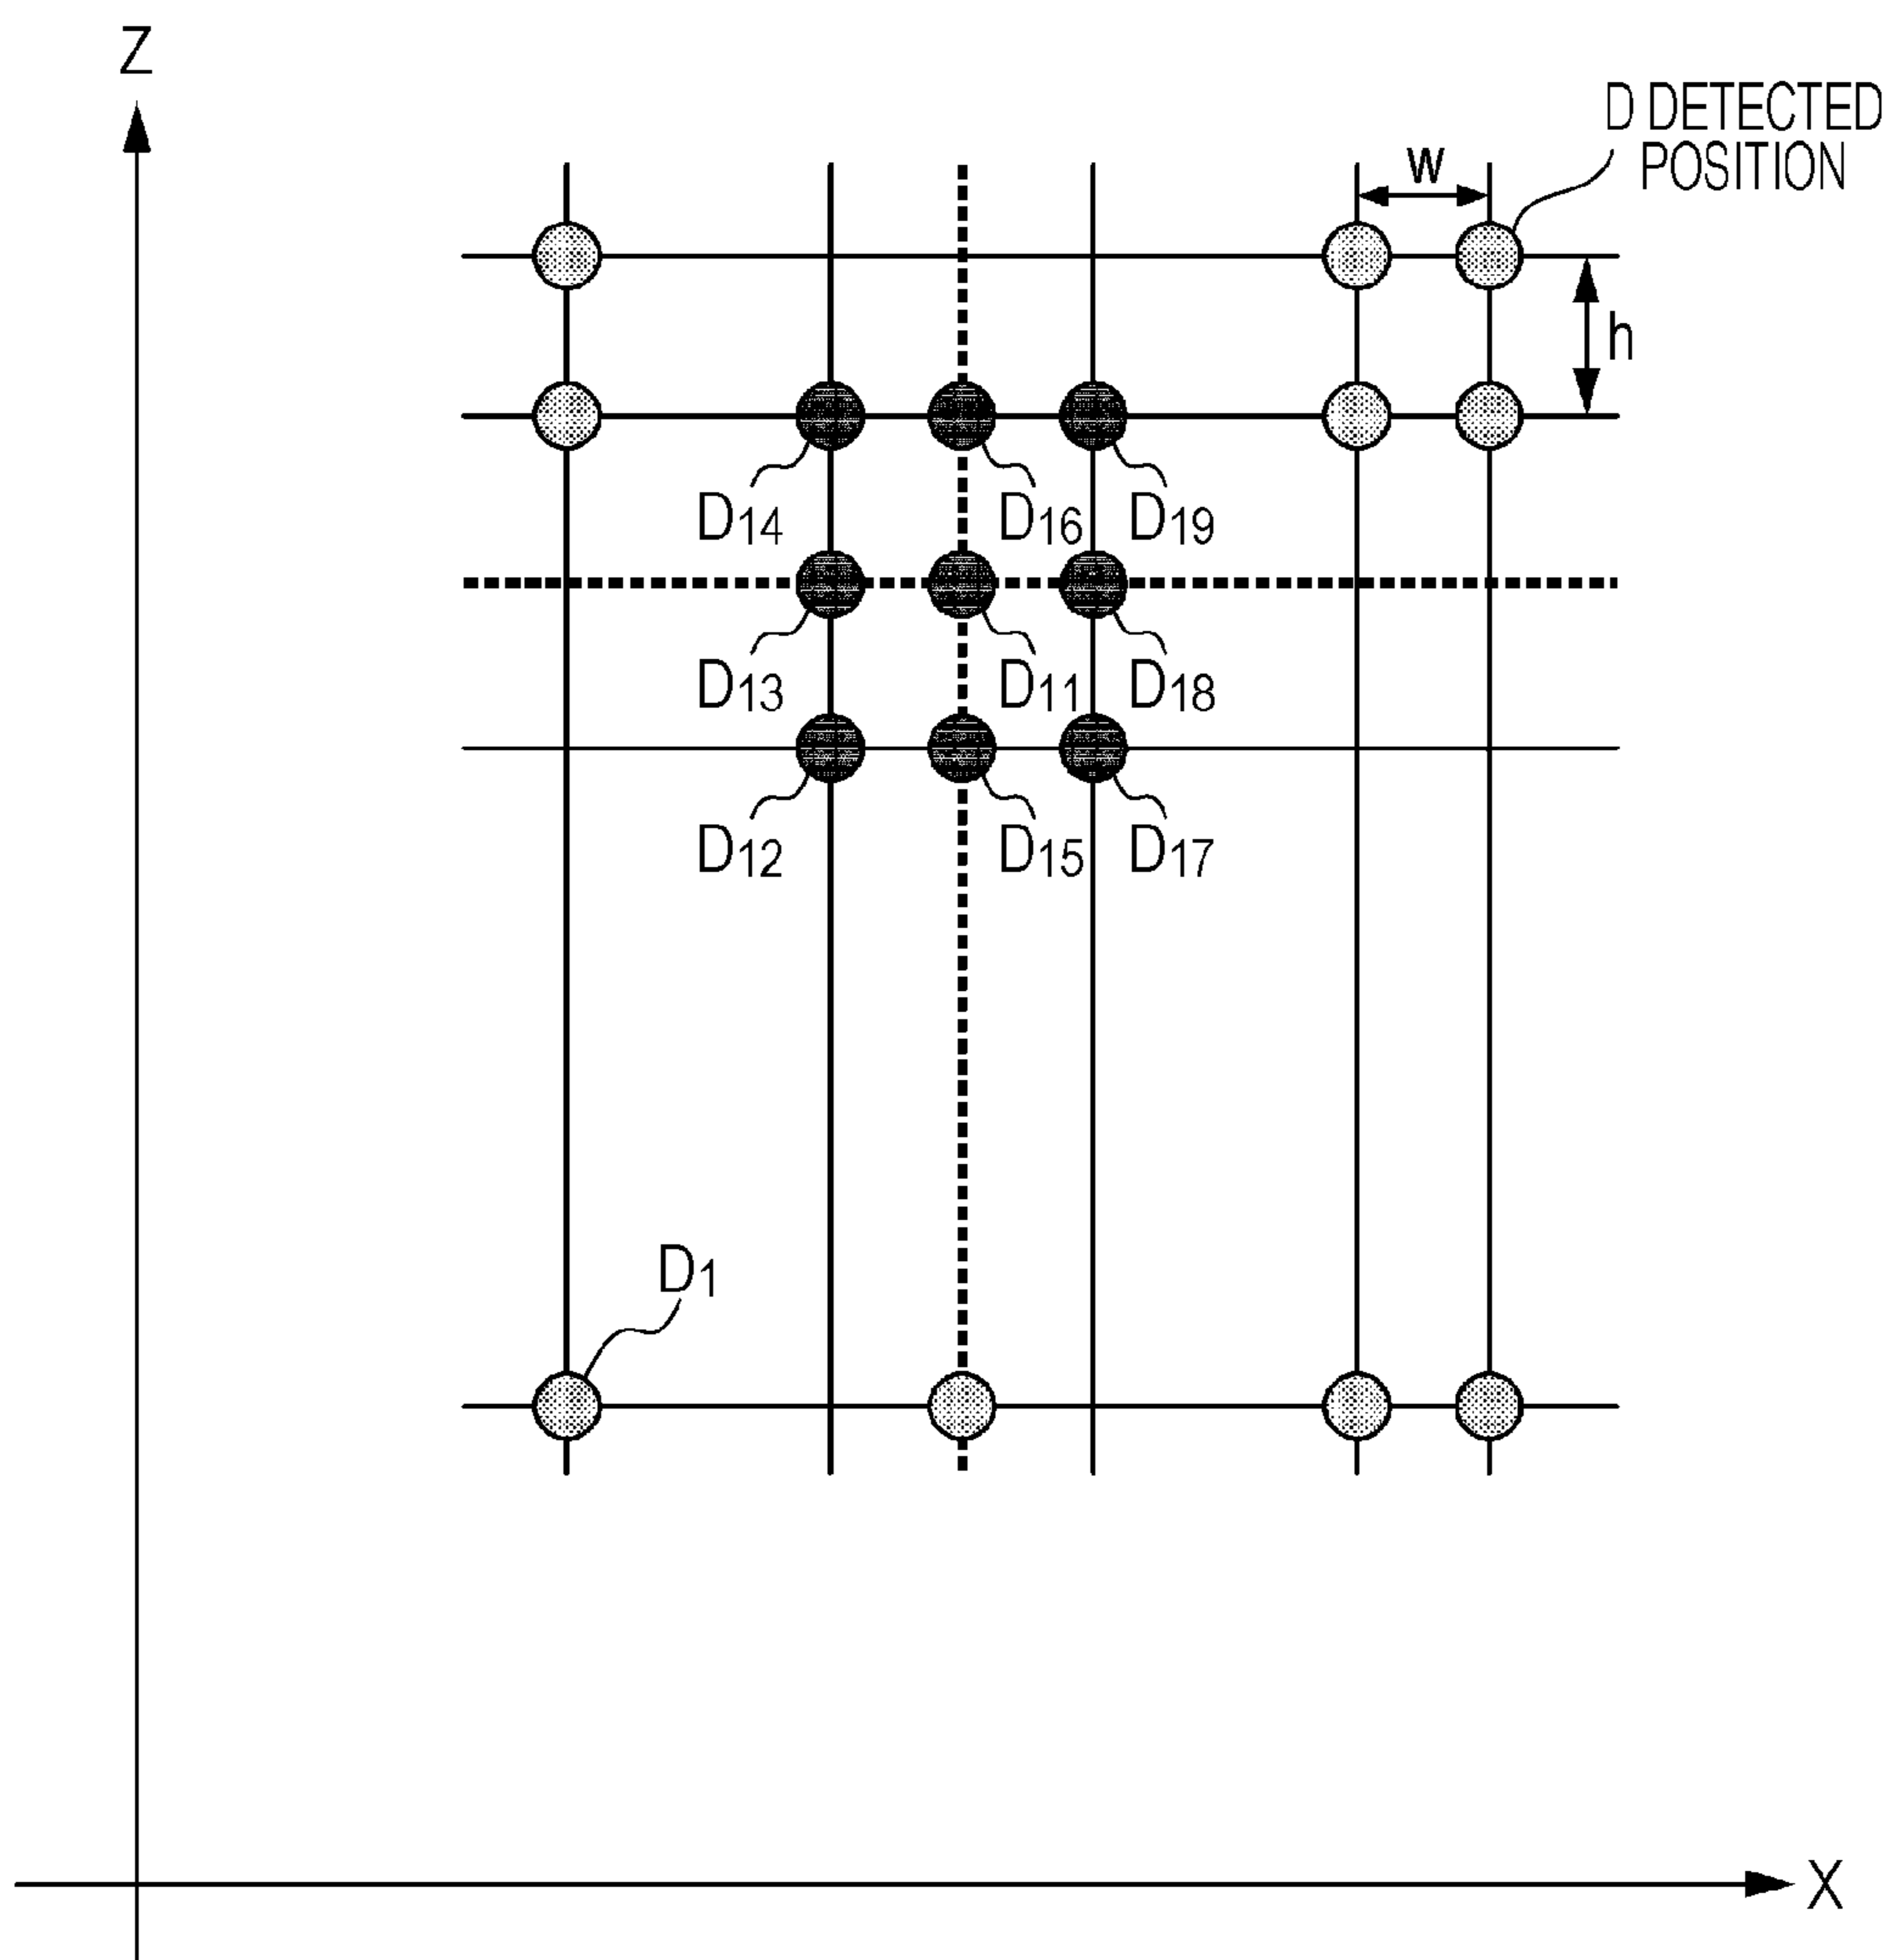 Z
D DETECTED
POSITION
w
h
D14
D16
D19
D13
D11
D18
D12
D15
D17
D1
X